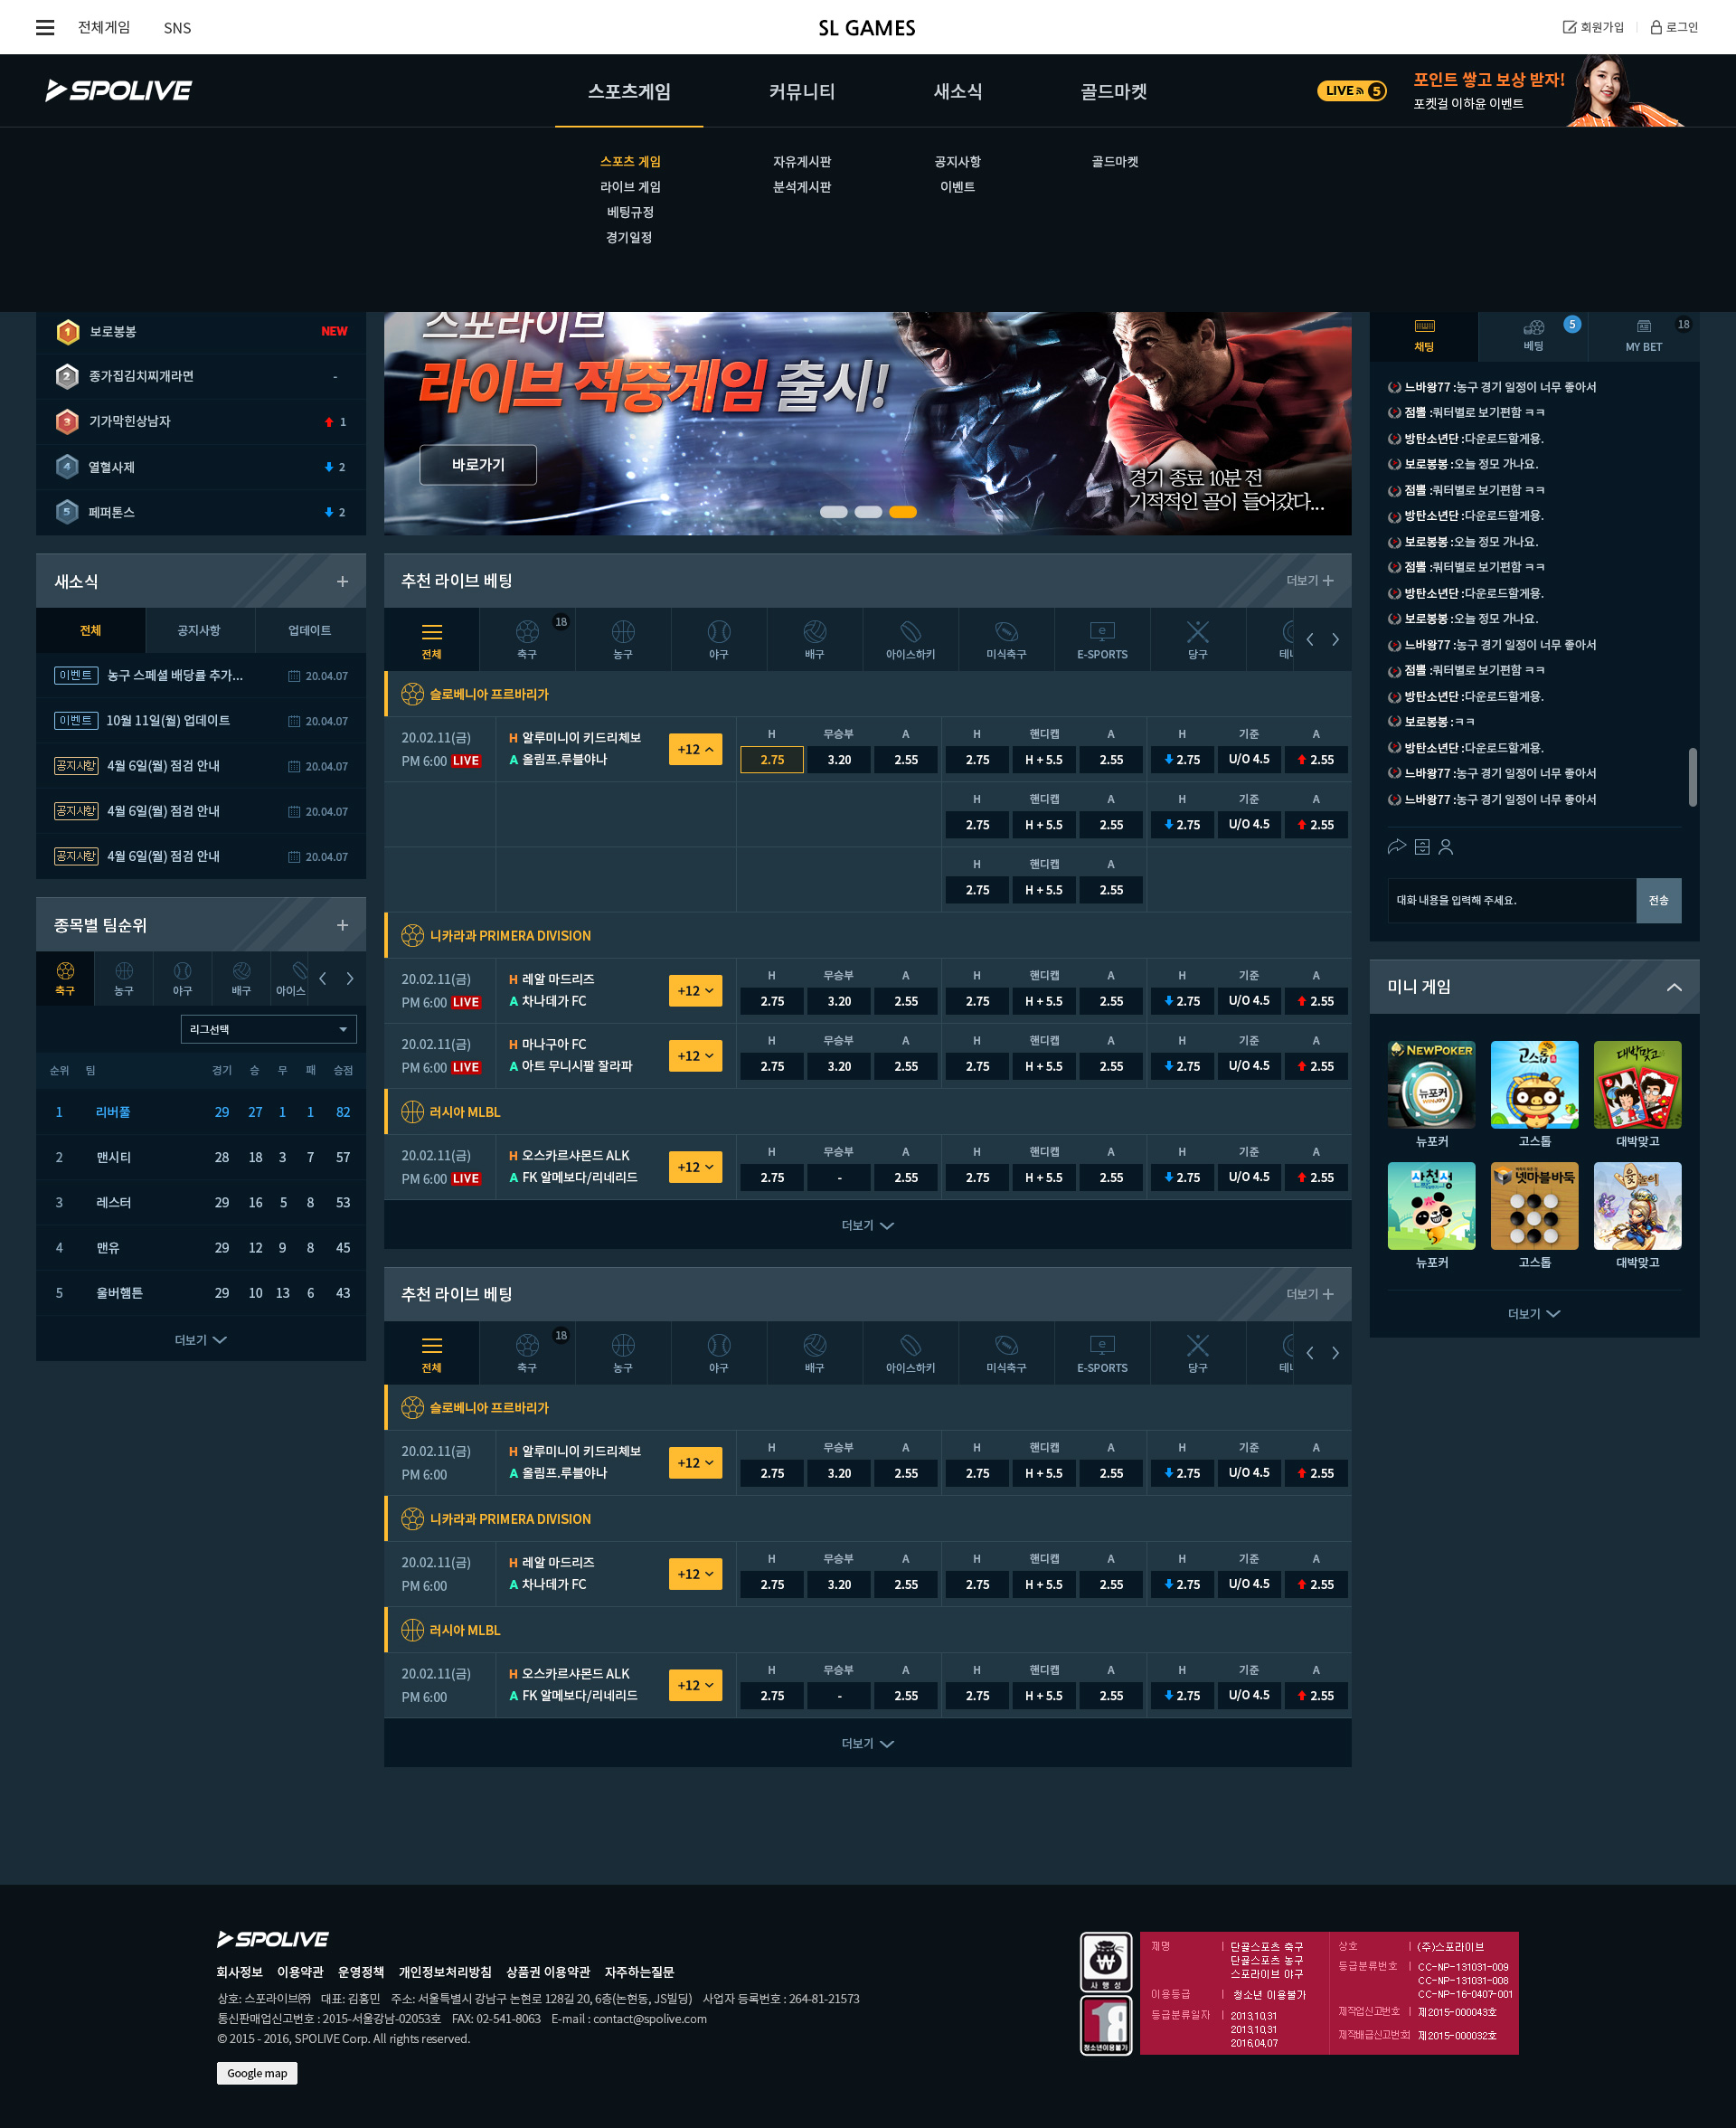 전체게임 SNS
SL GAMES
회원가입 로그인
SPOLIVE
스포츠게임 커뮤니티 새소식 골드마켓
LIVE 5
포인트 쌓고 보상 받자!
포켓걸 이하윤 이벤트
스포츠 게임 자유게시판 공지사항 골드마켓
라이브 게임 분석게시판 이벤트
베팅규정
경기일정
1 보로봉봉 NEW
2 종가집김치찌개라면 -
3 기가막힌상남자 1
4 열혈사제 2
5 페퍼톤스 2
스포라이브
라이브 적중게임 출시!
바로가기
경기 종료 10분 전
기적적인 골이 들어갔다...
채팅 베팅 5 MY BET 18
느바왕77 :농구 경기 일정이 너무 좋아서
점뿔 :쿼터별로 보기편함 ㅋㅋ
방탄소년단 :다운로드할게용.
보로봉봉 :오늘 정모 가나요.
점뿔 :쿼터별로 보기편함 ㅋㅋ
방탄소년단 :다운로드할게용.
보로봉봉 :오늘 정모 가나요.
점뿔 :쿼터별로 보기편함 ㅋㅋ
방탄소년단 :다운로드할게용.
보로봉봉 :오늘 정모 가나요.
느바왕77 :농구 경기 일정이 너무 좋아서
점뿔 :쿼터별로 보기편함 ㅋㅋ
방탄소년단 :다운로드할게용.
보로봉봉 :ㅋㅋ
방탄소년단 :다운로드할게용.
느바왕77 :농구 경기 일정이 너무 좋아서
느바왕77 :농구 경기 일정이 너무 좋아서
대화 내용을 입력해 주세요. 전송
새소식
전체 공지사항 업데이트
이벤트 농구 스페셜 배당률 추가... 20.04.07
이벤트 10월 11일(월) 업데이트 20.04.07
공지사항 4월 6일(월) 점검 안내 20.04.07
공지사항 4월 6일(월) 점검 안내 20.04.07
공지사항 4월 6일(월) 점검 안내 20.04.07
종목별 팀순위
축구 농구 야구 배구 아이스
리그선택
순위 팀 경기 승 무 패 승점
1 리버풀 29 27 1 1 82
2 맨시티 28 18 3 7 57
3 레스터 29 16 5 8 53
4 맨유 29 12 9 8 45
5 울버햄튼 29 10 13 6 43
더보기
추천 라이브 베팅 더보기
전체 축구 18 농구 야구 배구 아이스하키 미식축구 E-SPORTS 당구 테니
슬로베니아 프르바리가
H 무승부 A H 핸디캡 A H 기준 A
20.02.11(금) H 알루미니이 키드리체보
PM 6:00 LIVE A 올림프.루블야나
+12 2.75 3.20 2.55 2.75 H + 5.5 2.55 2.75 U/O 4.5 2.55
H 핸디캡 A H 기준 A
2.75 H + 5.5 2.55 2.75 U/O 4.5 2.55
H 핸디캡 A
2.75 H + 5.5 2.55
니카라과 PRIMERA DIVISION
H 무승부 A H 핸디캡 A H 기준 A
20.02.11(금) H 레알 마드리즈
PM 6:00 LIVE A 차나데가 FC
+12 2.75 3.20 2.55 2.75 H + 5.5 2.55 2.75 U/O 4.5 2.55
H 무승부 A H 핸디캡 A H 기준 A
20.02.11(금) H 마나구아 FC
PM 6:00 LIVE A 아트 무니시팔 잘라파
+12 2.75 3.20 2.55 2.75 H + 5.5 2.55 2.75 U/O 4.5 2.55
러시아 MLBL
H 무승부 A H 핸디캡 A H 기준 A
20.02.11(금) H 오스카르샤몬드 ALK
PM 6:00 LIVE A FK 알메보다/리네리드
+12 2.75 - 2.55 2.75 H + 5.5 2.55 2.75 U/O 4.5 2.55
더보기
추천 라이브 베팅 더보기
전체 축구 18 농구 야구 배구 아이스하키 미식축구 E-SPORTS 당구 테니
슬로베니아 프르바리가
H 무승부 A H 핸디캡 A H 기준 A
20.02.11(금) H 알루미니이 키드리체보
PM 6:00 A 올림프.루블야나
+12 2.75 3.20 2.55 2.75 H + 5.5 2.55 2.75 U/O 4.5 2.55
니카라과 PRIMERA DIVISION
H 무승부 A H 핸디캡 A H 기준 A
20.02.11(금) H 레알 마드리즈
PM 6:00 A 차나데가 FC
+12 2.75 3.20 2.55 2.75 H + 5.5 2.55 2.75 U/O 4.5 2.55
러시아 MLBL
H 무승부 A H 핸디캡 A H 기준 A
20.02.11(금) H 오스카르샤몬드 ALK
PM 6:00 A FK 알메보다/리네리드
+12 2.75 - 2.55 2.75 H + 5.5 2.55 2.75 U/O 4.5 2.55
더보기
미니 게임
NEWPOKER 뉴포커 WINJOY 고스톱 대박맞고
뉴포커 고스톱 대박맞고
사천성 넷마블바둑 윷놀이
뉴포커 고스톱 대박맞고
더보기
SPOLIVE
회사정보 이용약관 운영정책 개인정보처리방침 상품권 이용약관 자주하는질문
상호: 스포라이브㈜ 대표: 김홍민 주소: 서울특별시 강남구 논현로 128길 20, 6층(논현동, JS빌딩) 사업자 등록번호 : 264-81-21573
통신판매업신고번호 : 2015-서울강남-02053호 FAX: 02-541-8063 E-mail : contact@spolive.com
© 2015 - 2016, SPOLIVE Corp. All rights reserved.
Google map
사행성
18
청소년이용불가
제명 단골스포츠 축구
단골스포츠 농구
스포라이브 야구
이용등급 청소년 이용불가
등급분류일자 2013,10,31
2013,10,31
2016,04,07
상호 (주)스포라이브
등급분류번호 CC-NP-131031-009
CC-NP-131031-008
CC-NP-16-0407-001
제작업신고번호 제2015-000043호
제작배급신고번호 제2015-000032호